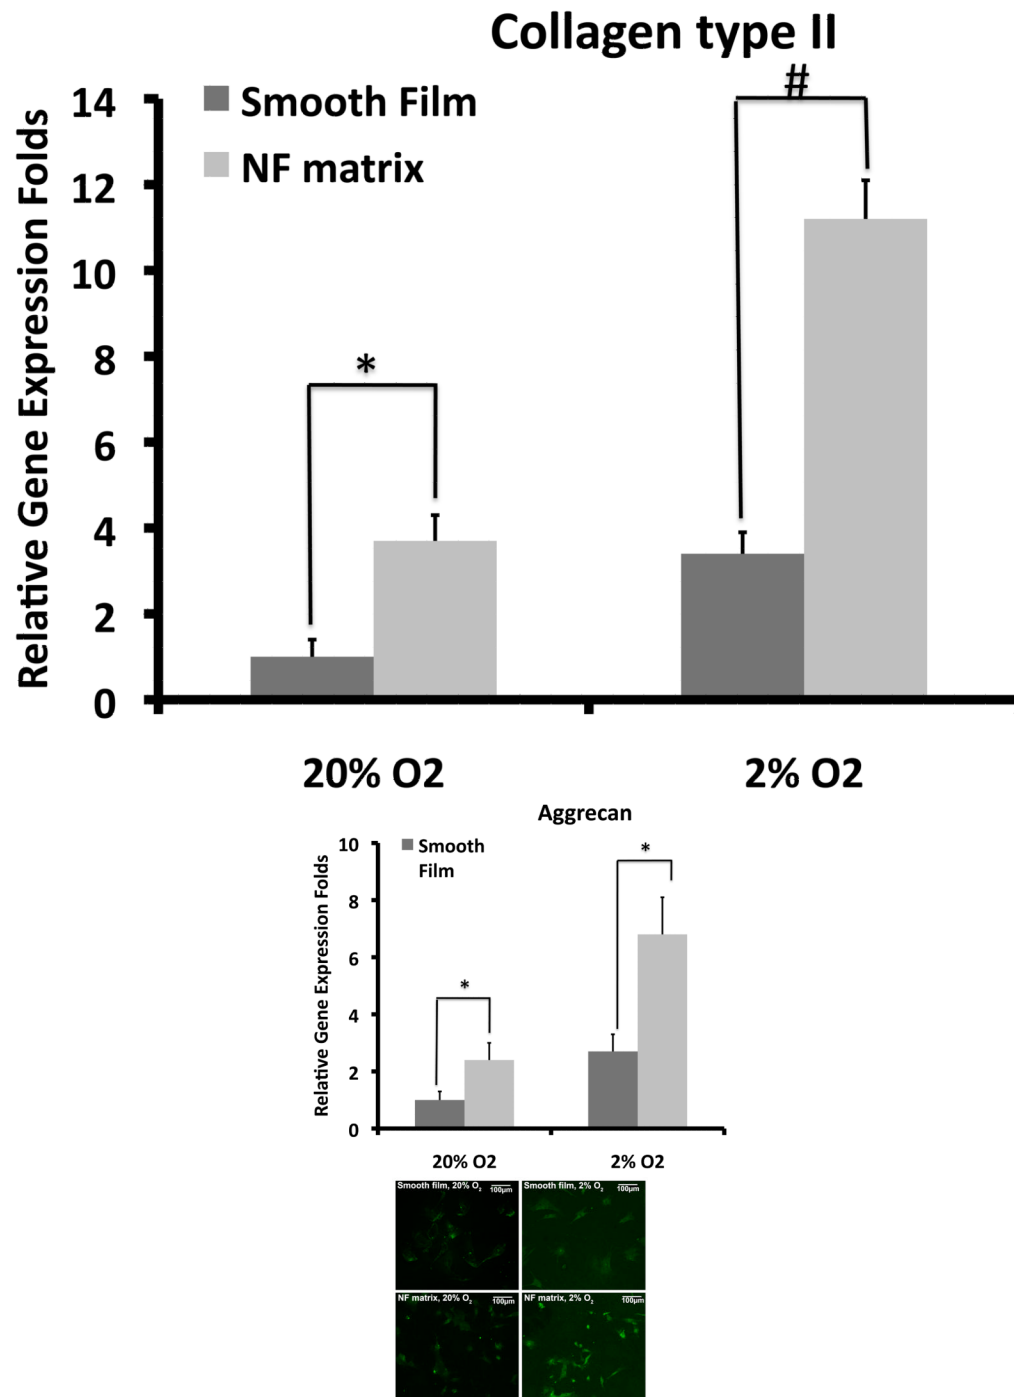 Collagen type II
#
Smooth Film
NF matrix
Relative Gene Expression Folds
14
12
10
8
6
4
2
0
*
20% O2
2% O2
Aggrecan
Smooth
Film
Relative Gene Expression Folds
10
8
6
4
2
0
*
*
20% O2
2% O2
Smooth film, 20% O₂
100μm
Smooth film, 2% O₂
100μm
NF matrix, 20% O₂
100μm
NF matrix, 2% O₂
100μm